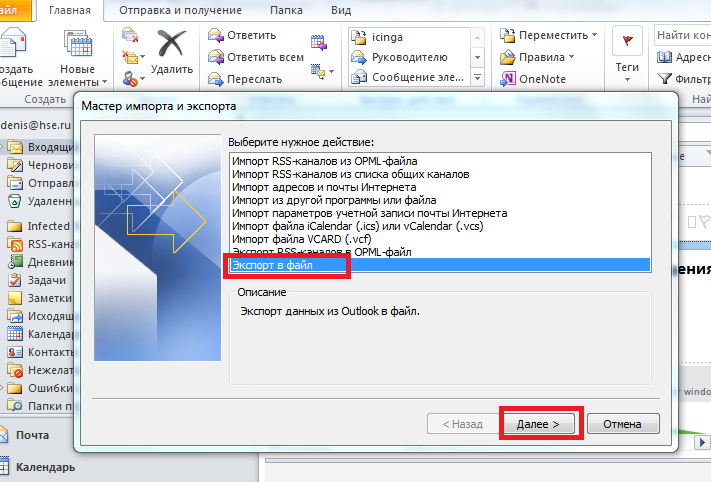 айл
Главная
Отправка и получение
Папка
Вид
оздать
ообщение
Новые
элементы
Удалить
Ответить
Ответить всем
Переслать
icinga
Руководителю
Сообщение эле...
Переместить
Правила
OneNote
Теги
Найти кон
Адресн
Фильтр
Создать
Най
denis@hse.ru
Входящи
Чернови
Отправл
Удаленн
Infected
RSS-кана
Дневник
Задачи
Заметки
Исходящ
Календа
Контакт
Нежелат
Ошибки
Папки п
Почта
Календарь
Мастер импорта и экспорта
Выберите нужное действие:
Импорт RSS-каналов из OPML-файла
Импорт RSS-каналов из списка общих каналов
Импорт адресов и почты Интернета
Импорт из другой программы или файла
Импорт параметров учетной записи почты Интернета
Импорт файла iCalendar (.ics) или vCalendar (.vcs)
Импорт файла VCARD (.vcf)
Экспорт RSS-каналов в OPML-файл
Экспорт в файл
Описание
Экспорт данных из Outlook в файл.
< Назад
Далее >
Отмена
ения
r windo